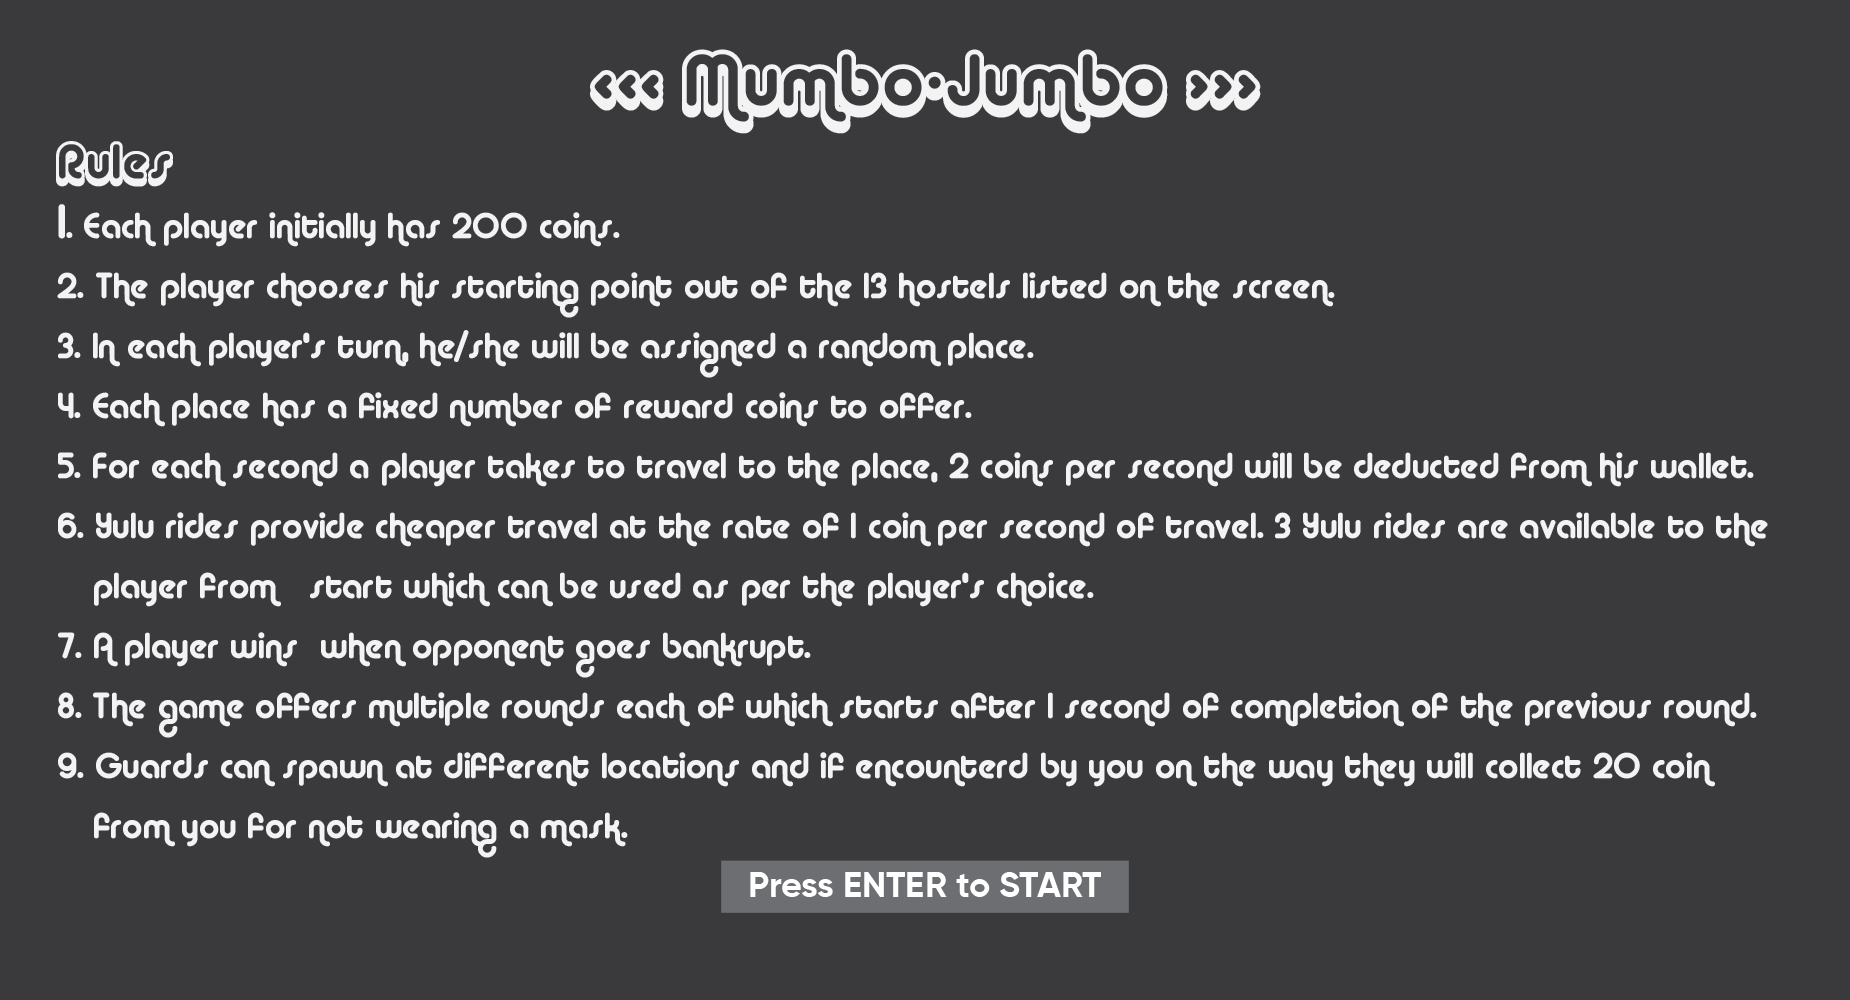 <<< Mumbo-Jumbo >>>
Rules
1. Each player initially has 200 coins.
2. The player chooses his starting point out of the 13 hostels listed on the screen.
3. In each player's turn, he/she will be assigned a random place.
4. Each place has a fixed number of reward coins to offer.
5. For each second a player takes to travel to the place, 2 coins per second will be deducted from his wallet.
6. Yulu rides provide cheaper travel at the rate of 1 coin per second of travel. 3 Yulu rides are available to the
player from start which can be used as per the player's choice.
7. A player wins when opponent goes bankrupt.
8. The game offers multiple rounds each of which starts after 1 second of completion of the previous round.
9. Guards can spawn at different locations and if encounterd by you on the way they will collect 20 coin
from you for not wearing a mask.
Press ENTER to START